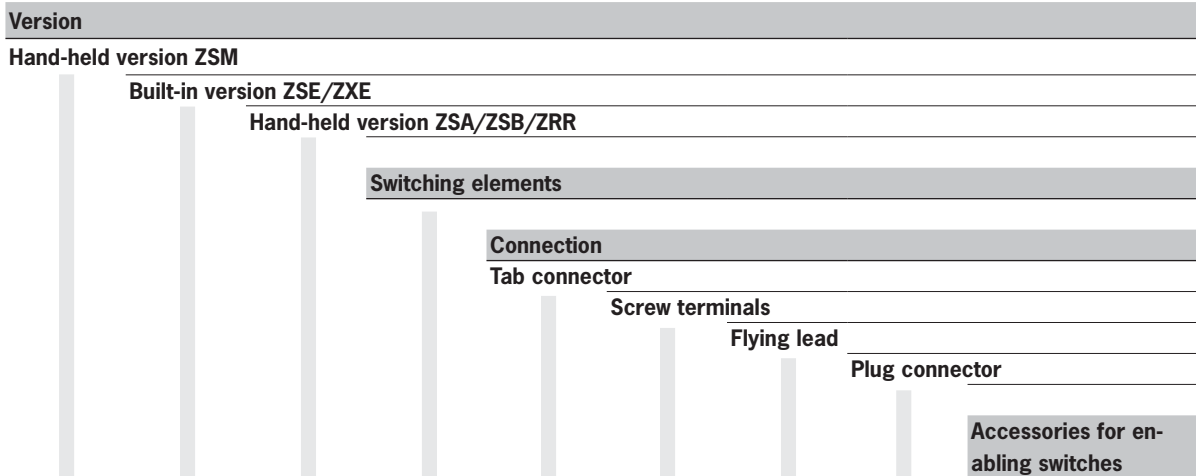 Version
Hand-held version ZSM
Built-in version ZSE/ZXE
Hand-held version ZSA/ZSB/ZRR
Switching elements
Connection
Tab connector
Screw terminals
Flying lead
Plug connector
Accessories for en-
abling switches